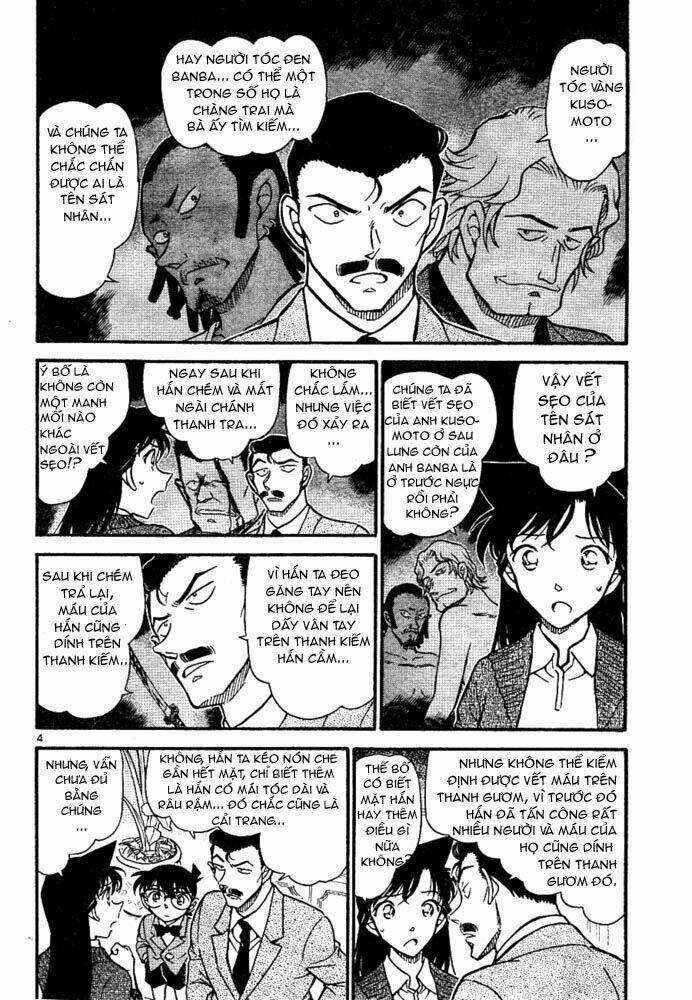 NGƯỜI
TÓC VÀNG
KUSO-
MOTO
...
HAY NGƯỜI TÓC ĐEN
BANBA... CÓ THỂ MỘT
TRONG SỐ HỌ LÀ
CHÀNG TRAI MÀ
BÀ ẤY TÌM KIẾM...
VÀ CHÚNG TA
KHÔNG THỂ
CHẮC CHẮN
ĐƯỢC AI LÀ
TÊN SÁT
NHÂN...
VẬY VẾT
SẸO CỦA
TÊN SÁT
NHÂN Ở
ĐÂU ?
CHÚNG TA ĐÃ
BIẾT VẾT SẸO
CỦA ANH KUSO-
MOTO Ở SAU
LƯNG CÒN CỦA
ANH BANBA LÀ
Ở TRƯỚC NGỰC
RỒI PHẢI
KHÔNG?
KHÔNG
CHẮC LẮM...
NHƯNG VIỆC
ĐÓ XẢY RA ...
NGAY SAU KHI
HẮN CHÉM VÀ MẮT
NGÀI CHÁNH
THANH TRA...
Ý BỐ LÀ
KHÔNG CÒN
MỘT MANH
MỐI NÀO
KHÁC
NGOÀI VẾT
SẸO!?
VÌ HẮN TA ĐEO
GĂNG TAY NÊN
KHÔNG ĐỂ LẠI
DẤY VÂN TAY
TRÊN THANH KIẾM
HẮN CẦM...
SAU KHI CHÉM
TRẢ LẠI,
MÁU CỦA
HẮN CŨNG
DÍNH TRÊN
THANH KIẾM..
4
NHƯNG KHÔNG THỂ KIỂM
ĐỊNH ĐƯỢC VẾT MÁU TRÊN
THANH GƯƠM, VÌ TRƯỚC ĐÓ
HẮN ĐÃ TẤN CÔNG RẤT
NHIỀU NGƯỜI VÀ MÁU CỦA
HỌ CŨNG DÍNH
TRÊN THANH
GƯƠM ĐÓ.
THẾ BỐ
CÓ BIẾT
MẶT HẮN
HAY THÊM
ĐIỀU GÌ
NỮA
KHÔNG?
KHÔNG, HẮN TA KÉO NÓN CHE
GẦN HẾT MẶT, CHỈ BIẾT THÊM
LÀ HẮN CÓ MÁI TÓC DÀI VÀ
RÂU RẬM... ĐÓ CHẮC CŨNG LÀ
CẢI TRANG...
NHƯNG, VẪN
CHƯA ĐỦ
BẰNG
CHỨNG
...